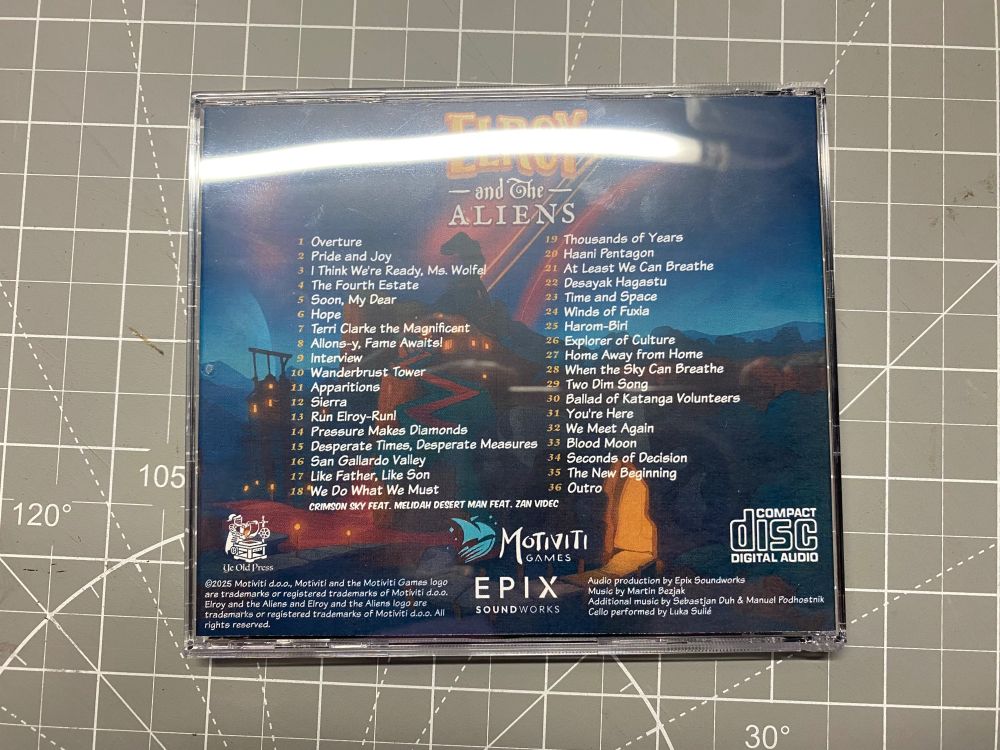 ELROY
and The
ALIENS
1 Overture
2 Pride and Joy
3 I Think We're Ready, Ms. Wolfe!
4 The Fourth Estate
5 Soon, My Dear
6 Hope
7 Terri Clarke the Magnificent
8 Allons-y, Fame Awaits!
9 Interview
10 Wanderbrust Tower
11 Apparitions
12 Sierra
13 Run Elroy-Run!
14 Pressure Makes Diamonds
15 Desperate Times, Desperate Measures
16 San Gallardo Valley
17 Like Father, Like Son
18 We Do What We Must
CRIMSON SKY FEAT. MELIDAH DESERT MAN FEAT. ZAN VIDEC
19 Thousands of Years
20 Haani Pentagon
21 At Least We Can Breathe
22 Desayak Hagastu
23 Time and Space
24 Winds of Fuxia
25 Harom-Biri
26 Explorer of Culture
27 Home Away from Home
28 When the Sky Can Breathe
29 Two Dim Song
30 Ballad of Katanga Volunteers
31 You're Here
32 We Meet Again
33 Blood Moon
34 Seconds of Decision
35 The New Beginning
36 Outro
Ye Old Press
MOTIVITI
GAMES
COMPACT
disc
DIGITAL AUDIO
©2025 Motiviti d.o.o., Motiviti and the Motiviti Games logo
are trademarks or registered trademarks of Motiviti d.o.o.
Elroy and the Aliens and Elroy and the Aliens logo are
trademarks or registered trademarks of Motiviti d.o.o. All
rights reserved.
EPIX
SOUNDWORKS
Audio production by Epix Soundworks
Music by Martin Bezjak
Additional music by Sebastjan Duh & Manuel Podhostnik
Cello performed by Luka Sulić
105
120°
30°